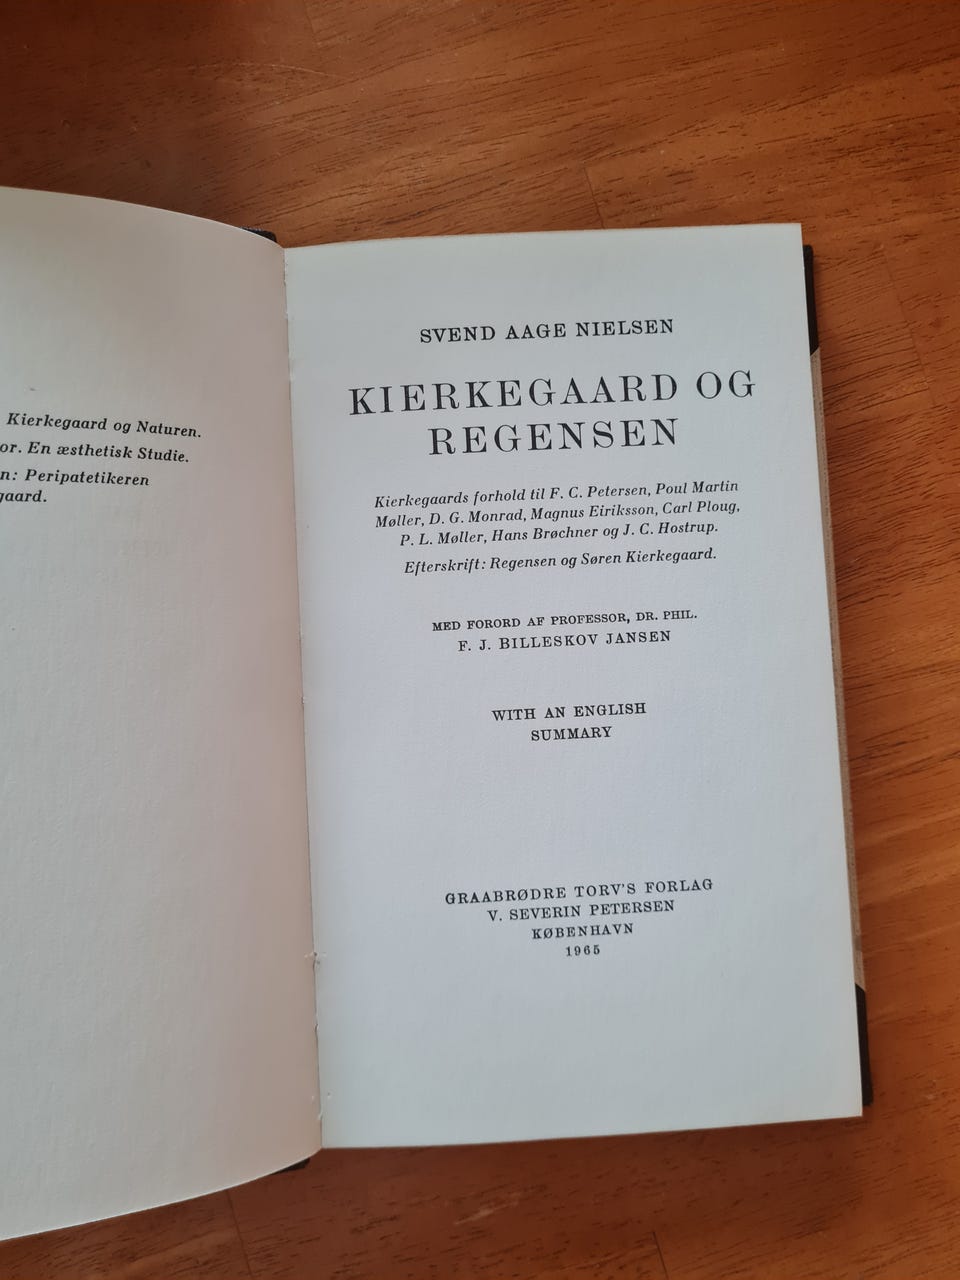 Kierkegaard og Naturen.
En æsthetisk Studie.
Peripatetikeren
SVEND AAGE NIELSEN
KIERKEGAARD OG
REGENSEN
Kierkegaards forhold til F. C. Petersen, Poul Martin
Møller, D. G. Monrad, Magnus Eiriksson, Carl Ploug,
P. L. Møller, Hans Brøchner og J. C. Hostrup.
Efterskrift: Regensen og Søren Kierkegaard.
MED FORORD AF PROFESSOR, DR. PHIL.
F. J. BILLESKOV JANSEN
WITH AN ENGLISH
SUMMARY
GRAABRØDRE TORV'S FORLAG
V. SEVERIN PETERSEN
KØBENHAVN
1965